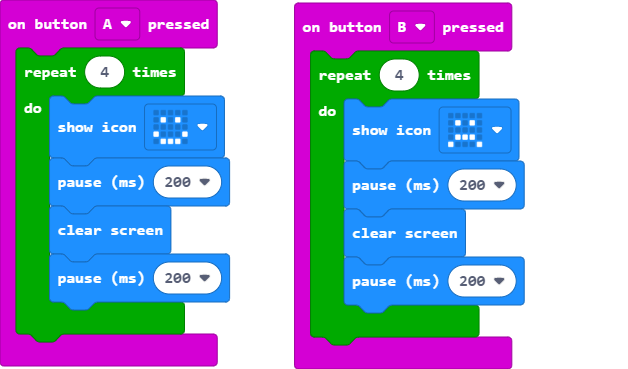 on button A pressed
repeat 4 times
do
show icon
pause (ms) 200
clear screen
pause (ms) 200
on button B pressed
repeat 4 times
do
show icon
pause (ms) 200
clear screen
pause (ms) 200